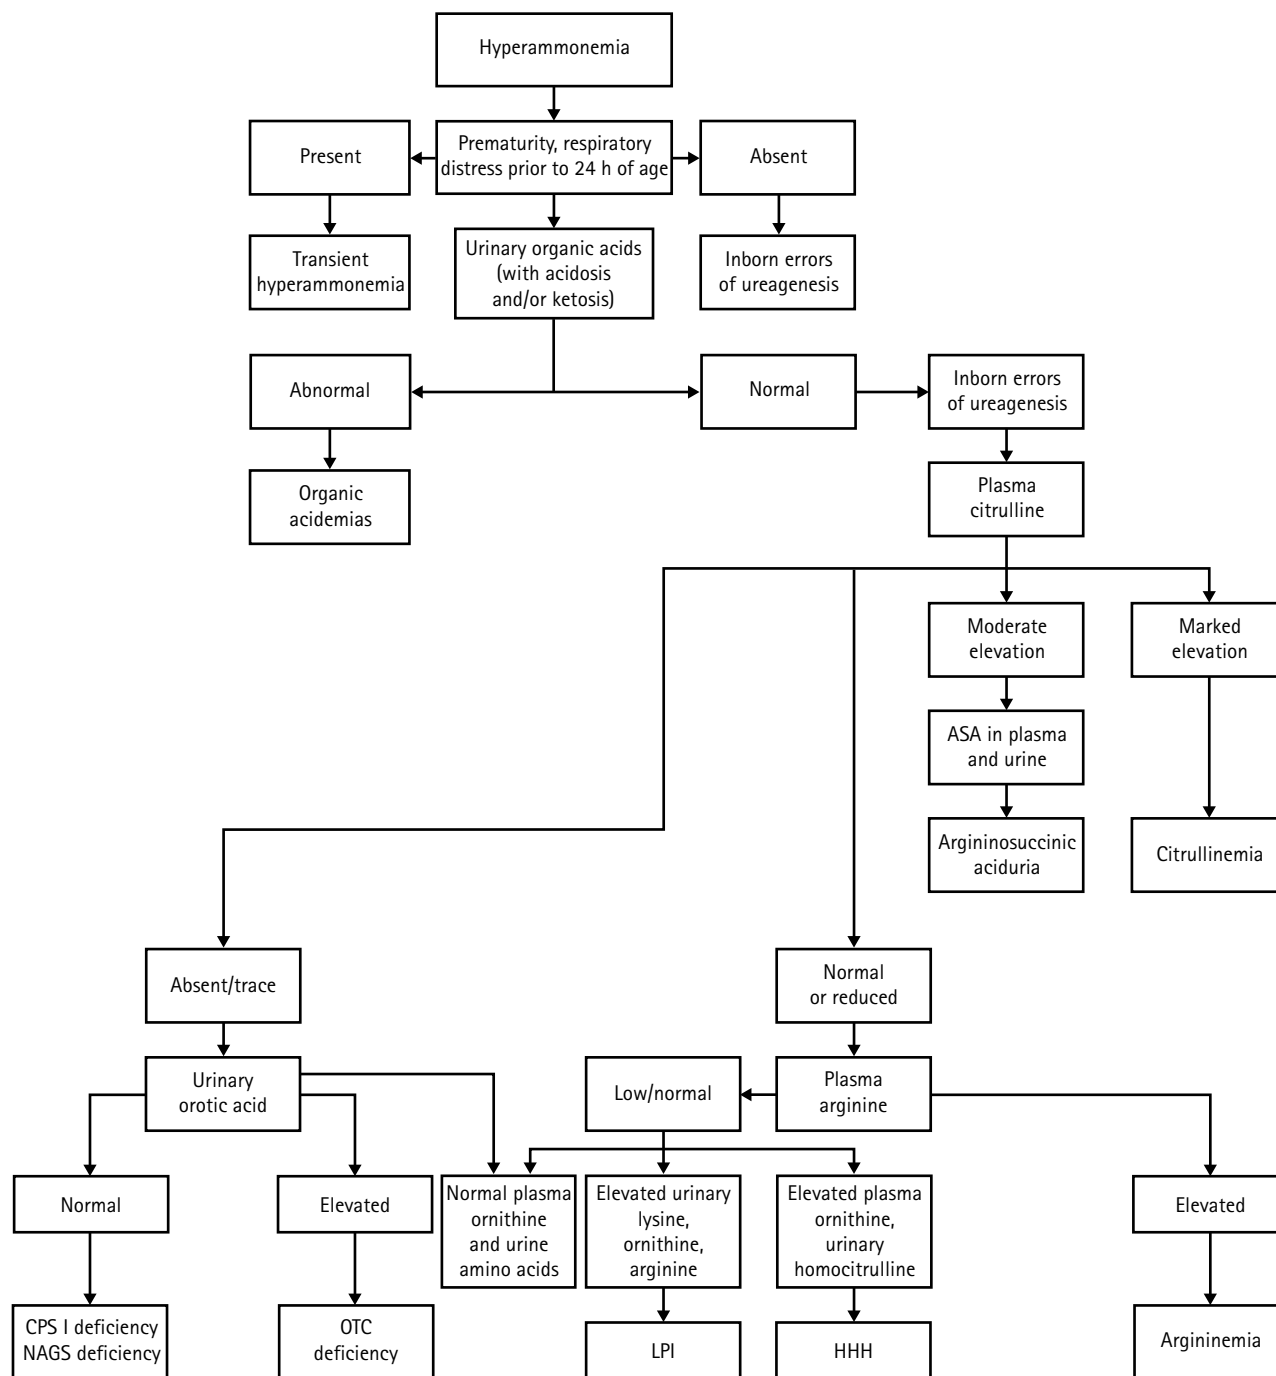 Hyperammonemia
Present
Prematurity, respiratory
distress prior to 24 h of age
Absent
Transient
hyperammonemia
Urinary organic acids
(with acidosis
and/or ketosis)
Inborn errors
of ureagenesis
Abnormal
Normal
Inborn errors
of ureagenesis
Organic
acidemias
Plasma
citrulline
Moderate
elevation
Marked
elevation
ASA in plasma
and urine
Argininosuccinic
aciduria
Citrullinemia
Absent/trace
Normal
or reduced
Urinary
orotic acid
Low/normal
Plasma
arginine
Normal
Elevated
Normal plasma
ornithine
and urine
amino acids
Elevated urinary
lysine,
ornithine,
arginine
Elevated plasma
ornithine,
urinary
homocitrulline
Elevated
CPS I deficiency
NAGS deficiency
OTC
deficiency
LPI
HHH
Argininemia